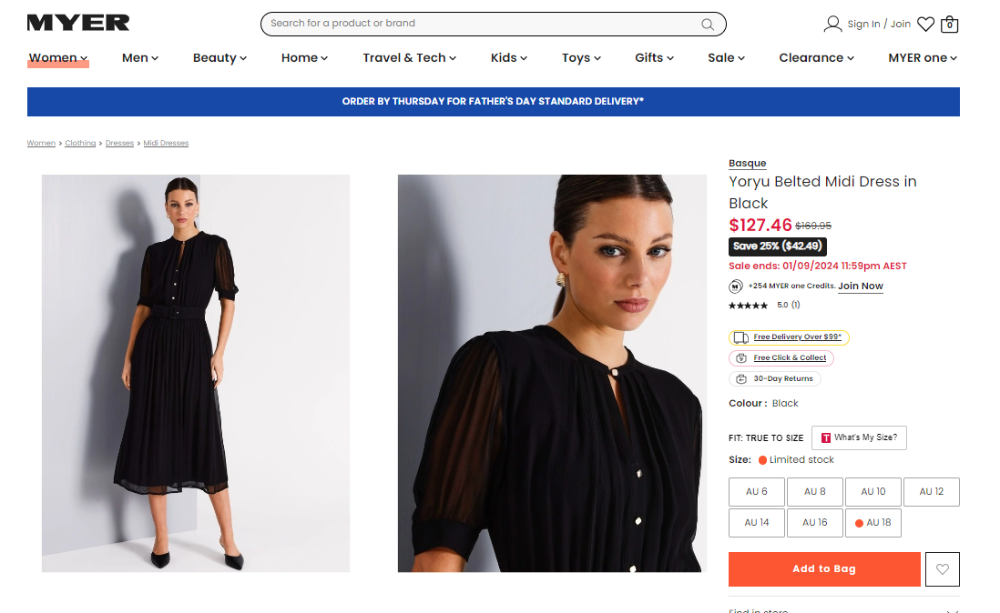 MYER
Search for a product or brand
Sign In / Join
0
Women
Men
Beauty
Home
Travel & Tech
Kids
Toys
Gifts
Sale
Clearance
MYER one
ORDER BY THURSDAY FOR FATHER'S DAY STANDARD DELIVERY*
Women > Clothing > Dresses > Midi Dresses
Basque
Yoryu Belted Midi Dress in
Black
$127.46 $169.95
Save 25% ($42.49)
Sale ends: 01/09/2024 11:59pm AEST
+254 MYER one Credits. Join Now
★★★★★ 5.0 (1)
Free Delivery Over $99*
Free Click & Collect
30-Day Returns
Colour : Black
FIT: TRUE TO SIZE
T What's My Size?
Size: Limited stock
AU 6
AU 8
AU 10
AU 12
AU 14
AU 16
AU 18
Add to Bag
Find in store